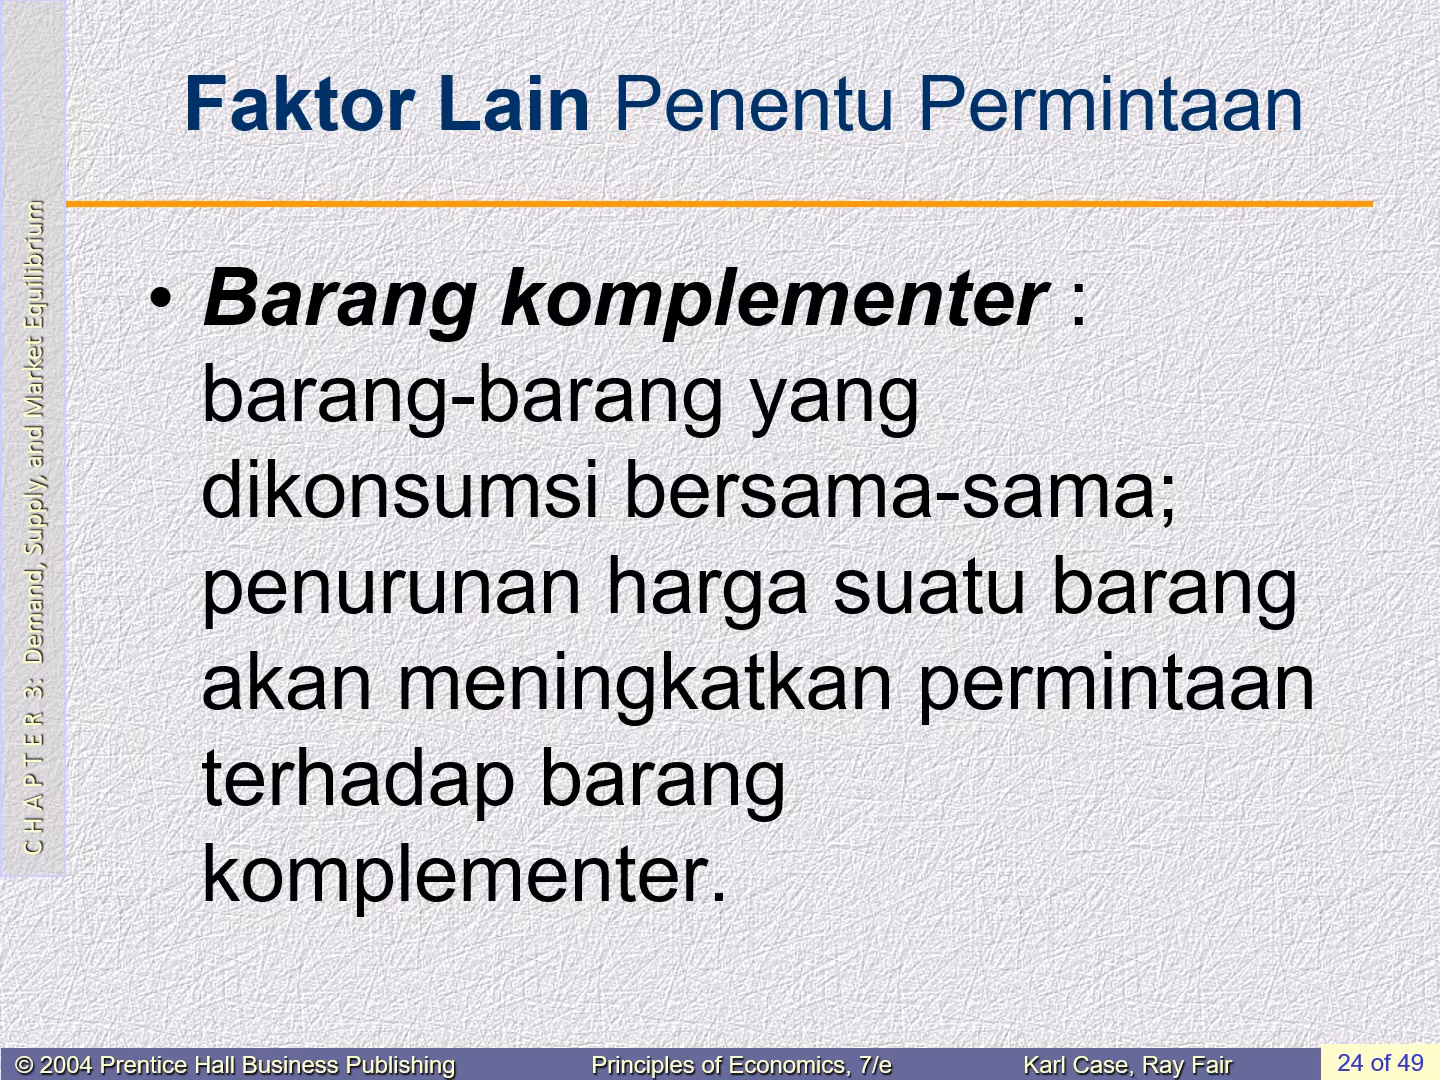 Faktor Lain Penentu Permintaan
• Barang komplementer :
barang-barang yang
dikonsumsi bersama-sama;
penurunan harga suatu barang
akan meningkatkan permintaan
terhadap barang
komplementer.
CHAPTER 3: Demand, Supply, and Market Equilibrium
© 2004 Prentice Hall Business Publishing
Principles of Economics, 7/e
Karl Case, Ray Fair
24 of 49